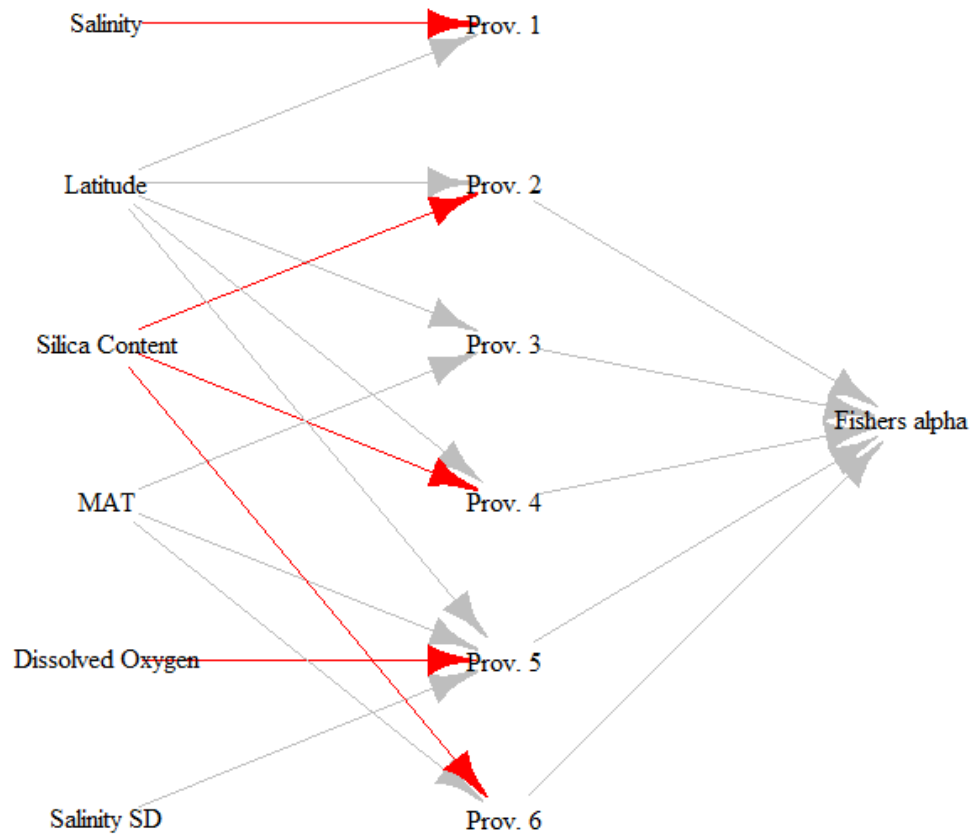 Salinity
Prov. 1
Latitude
Prov. 2
Silica Content
Prov. 3
Fishers alpha
MAT
Prov. 4
Dissolved Oxygen
Prov. 5
Salinity SD
Prov. 6